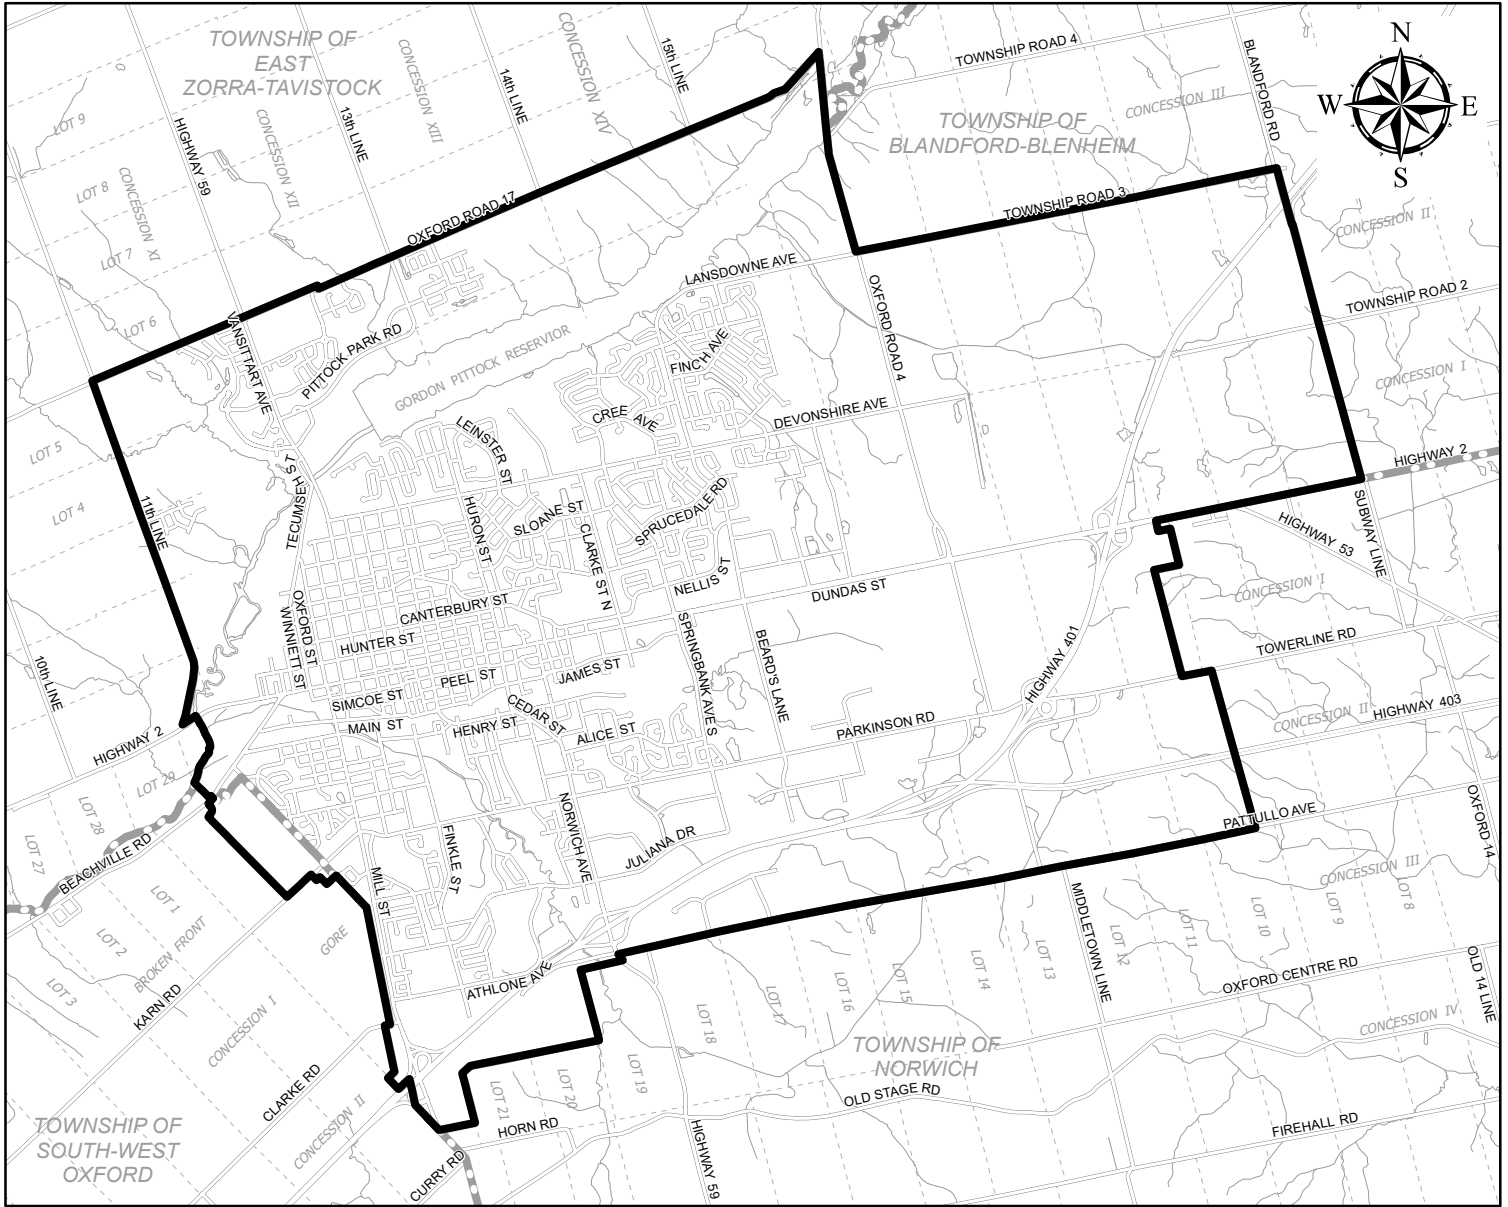 TOWNSHIP OF
EAST
ZORRA-TAVISTOCK
CONCESSION XIII
CONCESSION XIV
15th LINE
14th LINE
13th LINE
TOWNSHIP ROAD 4
BLANDFORD RD
N
W
E
S
CONCESSION III
TOWNSHIP OF
BLANDFORD-BLENHEIM
LOT 9
HIGHWAY 59
CONCESSION XII
CONCESSION XI
LOT 8
LOT 7
LOT 6
OXFORD ROAD 17
TOWNSHIP ROAD 3
CONCESSION II
LANSDOWNE AVE
OXFORD ROAD 4
TOWNSHIP ROAD 2
VANSITTART AVE
PITTOCK PARK RD
GORDON PITTOCK RESERVIOR
FINCH AVE
CONCESSION I
CREE AVE
DEVONSHIRE AVE
LEINSTER ST
LOT 5
LOT 4
TECUMSEH ST
11th LINE
HURON ST
SLOANE ST
CLARKE ST N
SPRUCEDALE RD
HIGHWAY 2
SUBWAY LINE
HIGHWAY 53
NELLIS ST
DUNDAS ST
CONCESSION I
CANTERBURY ST
HUNTER ST
OXFORD ST
WINNIETT ST
SPRINGBANK AVE S
BEARD'S LANE
HIGHWAY 401
TOWERLINE RD
10th LINE
SIMCOE ST
PEEL ST
JAMES ST
MAIN ST
HENRY ST
CEDAR ST
ALICE ST
PARKINSON RD
CONCESSION II
HIGHWAY 403
HIGHWAY 2
LOT 29
LOT 28
LOT 27
BEACHVILLE RD
NORWICH AVE
FINKLE ST
JULIANA DR
MILL ST
PATTULLO AVE
OXFORD 14
CONCESSION III
LOT 1
LOT 2
LOT 3
BROKEN FRONT
GORE
KARN RD
CONCESSION I
ATHLONE AVE
MIDDLETOWN LINE
LOT 8
LOT 9
LOT 10
LOT 11
LOT 12
LOT 13
LOT 14
LOT 15
LOT 16
LOT 17
LOT 18
LOT 19
LOT 20
LOT 21
OXFORD CENTRE RD
OLD 14 LINE
CONCESSION IV
TOWNSHIP OF
NORWICH
OLD STAGE RD
FIREHALL RD
CLARKE RD
CONCESSION II
TOWNSHIP OF
SOUTH-WEST
OXFORD
HORN RD
CURRY RD
HIGHWAY 59